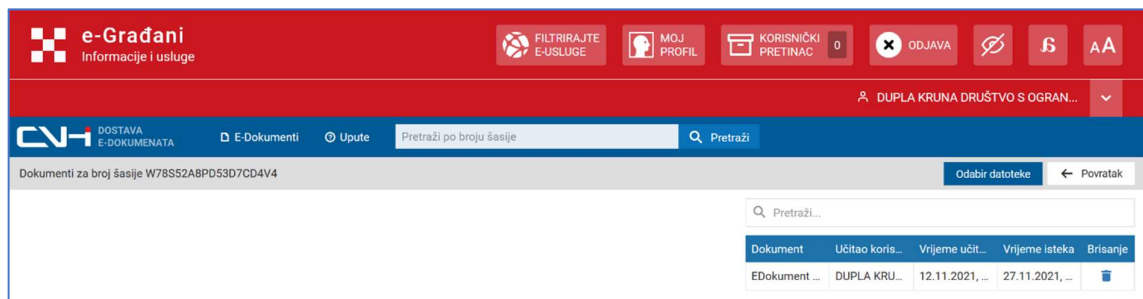 e-Građani
Informacije i usluge
FILTRIRAJTE
E-USLUGE
MOJ
PROFIL
KORISNIČKI
PRETINAC
0
ODJAVA
AA
DUPLA KRUNA DRUŠTVO S OGRAN...
CVH
DOSTAVA
E-DOKUMENATA
E-Dokumenti
Upute
Pretraži po broju šasije
Pretraži
Dokumenti za broj šasije W78S52A8PD53D7CD4V4
Odabir datoteke
Povratak
Pretraži...
Dokument Učitao koris... Vrijeme učit... Vrijeme isteka Brisanje
EDokument ... DUPLA KRU... 12.11.2021, ... 27.11.2021, ...